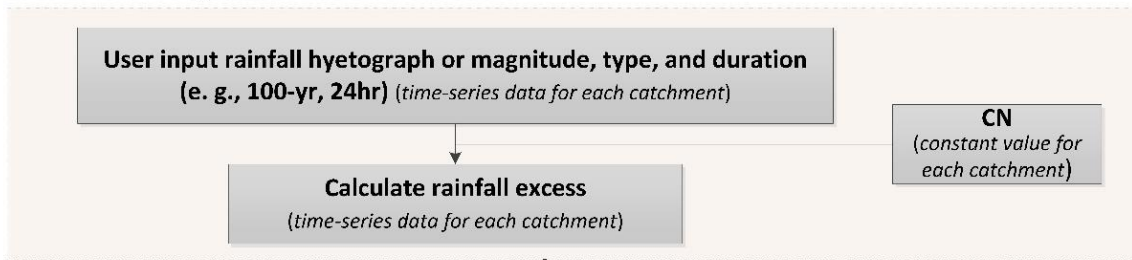 User input rainfall hyetograph or magnitude, type, and duration
(e. g., 100-yr, 24hr) (time-series data for each catchment)
CN
(constant value for
each catchment)
Calculate rainfall excess
(time-series data for each catchment)